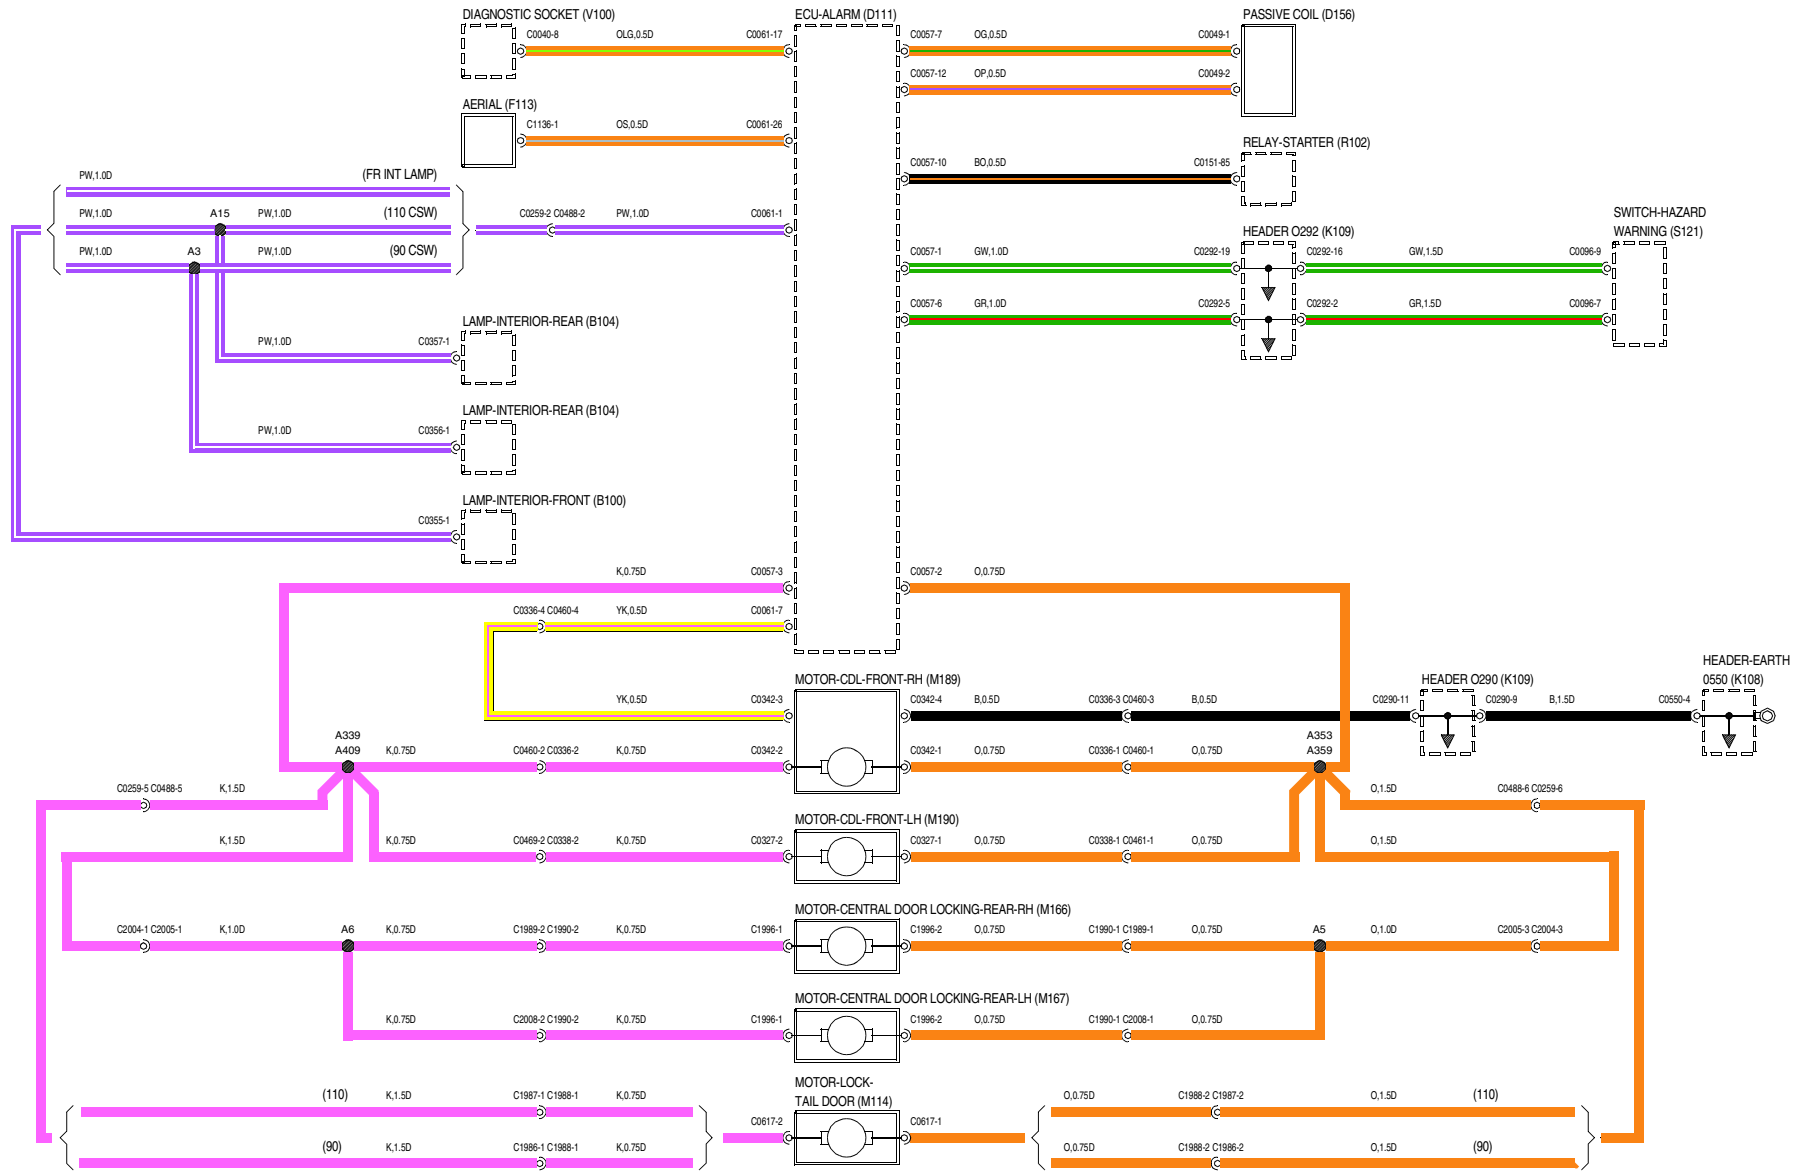 DIAGNOSTIC SOCKET (V100)
ECU-ALARM (D111)
PASSIVE COIL (D156)
C0040-8 OLG,0.5D C0061-17
C0057-7 OG,0.5D C0049-1
C0057-12 OP,0.5D C0049-2
AERIAL (F113)
C1136-1 OS,0.5D C0061-26
RELAY-STARTER (R102)
C0057-10 BO,0.5D C0151-85
PW,1.0D (FR INT LAMP)
PW,1.0D A15 PW,1.0D (110 CSW)
C0259-2 C0488-2 PW,1.0D C0061-1
SWITCH-HAZARD
WARNING (S121)
HEADER O292 (K109)
PW,1.0D A3 PW,1.0D (90 CSW)
C0057-1 GW,1.0D C0292-19
C0292-16 GW,1.5D C0096-9
C0057-6 GR,1.0D C0292-5
C0292-2 GR,1.5D C0096-7
LAMP-INTERIOR-REAR (B104)
PW,1.0D C0357-1
LAMP-INTERIOR-REAR (B104)
PW,1.0D C0356-1
LAMP-INTERIOR-FRONT (B100)
C0355-1
K,0.75D C0057-3
C0057-2 O,0.75D
C0336-4 C0460-4 YK,0.5D C0061-7
HEADER-EARTH
0550 (K108)
MOTOR-CDL-FRONT-RH (M189)
HEADER O290 (K109)
YK,0.5D C0342-3
C0342-4 B,0.5D C0336-3 C0460-3 B,0.5D C0290-11
C0290-9 B,1.5D C0550-4
A339
A409
K,0.75D C0460-2 C0336-2 K,0.75D C0342-2
C0342-1 O,0.75D C0336-1 C0460-1 O,0.75D
A353
A359
C0259-5 C0488-5 K,1.5D
O,1.5D C0488-6 C0259-6
MOTOR-CDL-FRONT-LH (M190)
K,1.5D K,0.75D C0469-2 C0338-2 K,0.75D C0327-2
C0327-1 O,0.75D C0338-1 C0461-1 O,0.75D O,1.5D
MOTOR-CENTRAL DOOR LOCKING-REAR-RH (M166)
C2004-1 C2005-1 K,1.0D A6 K,0.75D C1989-2 C1990-2 K,0.75D C1996-1
C1996-2 O,0.75D C1990-1 C1989-1 O,0.75D A5 O,1.0D C2005-3 C2004-3
MOTOR-CENTRAL DOOR LOCKING-REAR-LH (M167)
K,0.75D C2008-2 C1990-2 K,0.75D C1996-1
C1996-2 O,0.75D C1990-1 C2008-1 O,0.75D
MOTOR-LOCK-
TAIL DOOR (M114)
(110) K,1.5D C1987-1 C1988-1 K,0.75D
O,0.75D C1988-2 C1987-2 O,1.5D (110)
C0617-2 C0617-1
(90) K,1.5D C1986-1 C1988-1 K,0.75D
O,0.75D C1988-2 C1986-2 O,1.5D (90)